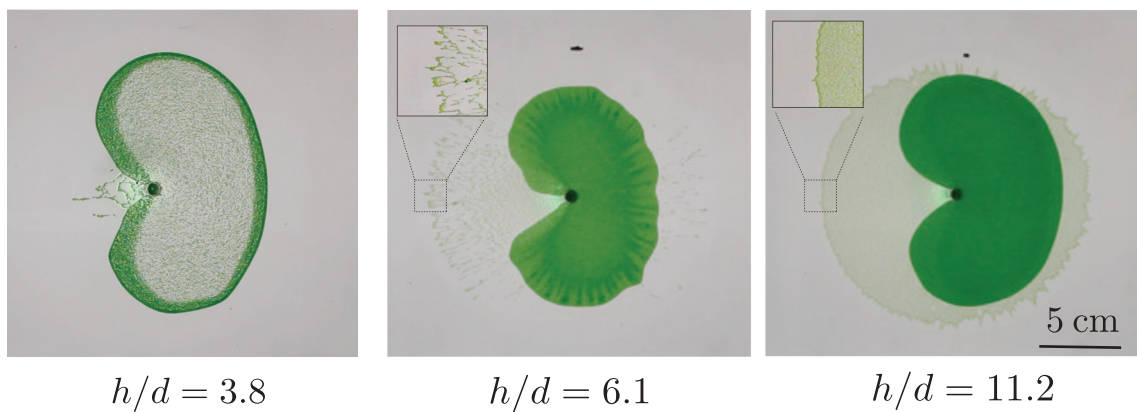 5 cm
h/d = 3.8
h/d = 6.1
h/d = 11.2